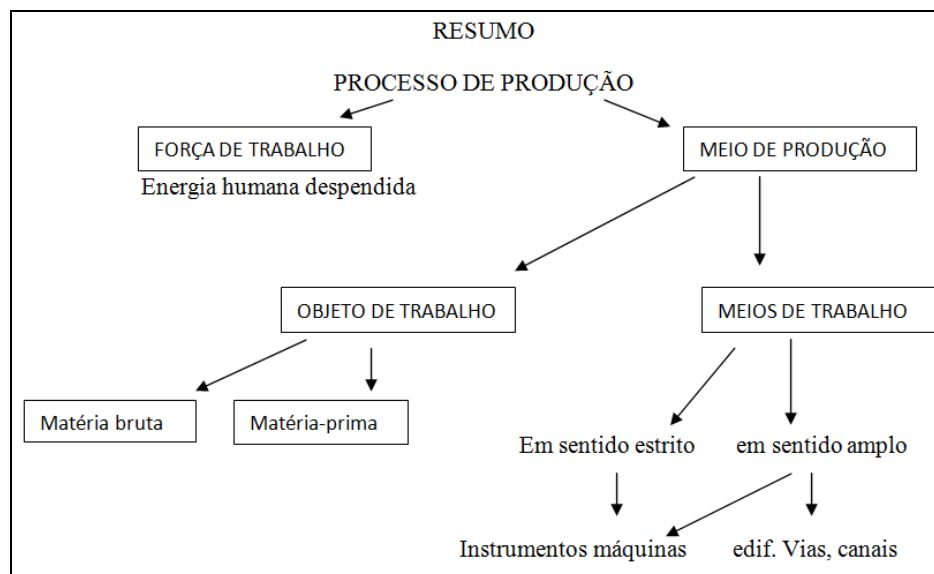 RESUMO
PROCESSO DE PRODUÇÃO
FORÇA DE TRABALHO
MEIO DE PRODUÇÃO
Energia humana despendida
OBJETO DE TRABALHO
MEIOS DE TRABALHO
Matéria bruta
Matéria-prima
Em sentido estrito
em sentido amplo
Instrumentos máquinas
edif. Vias, canais